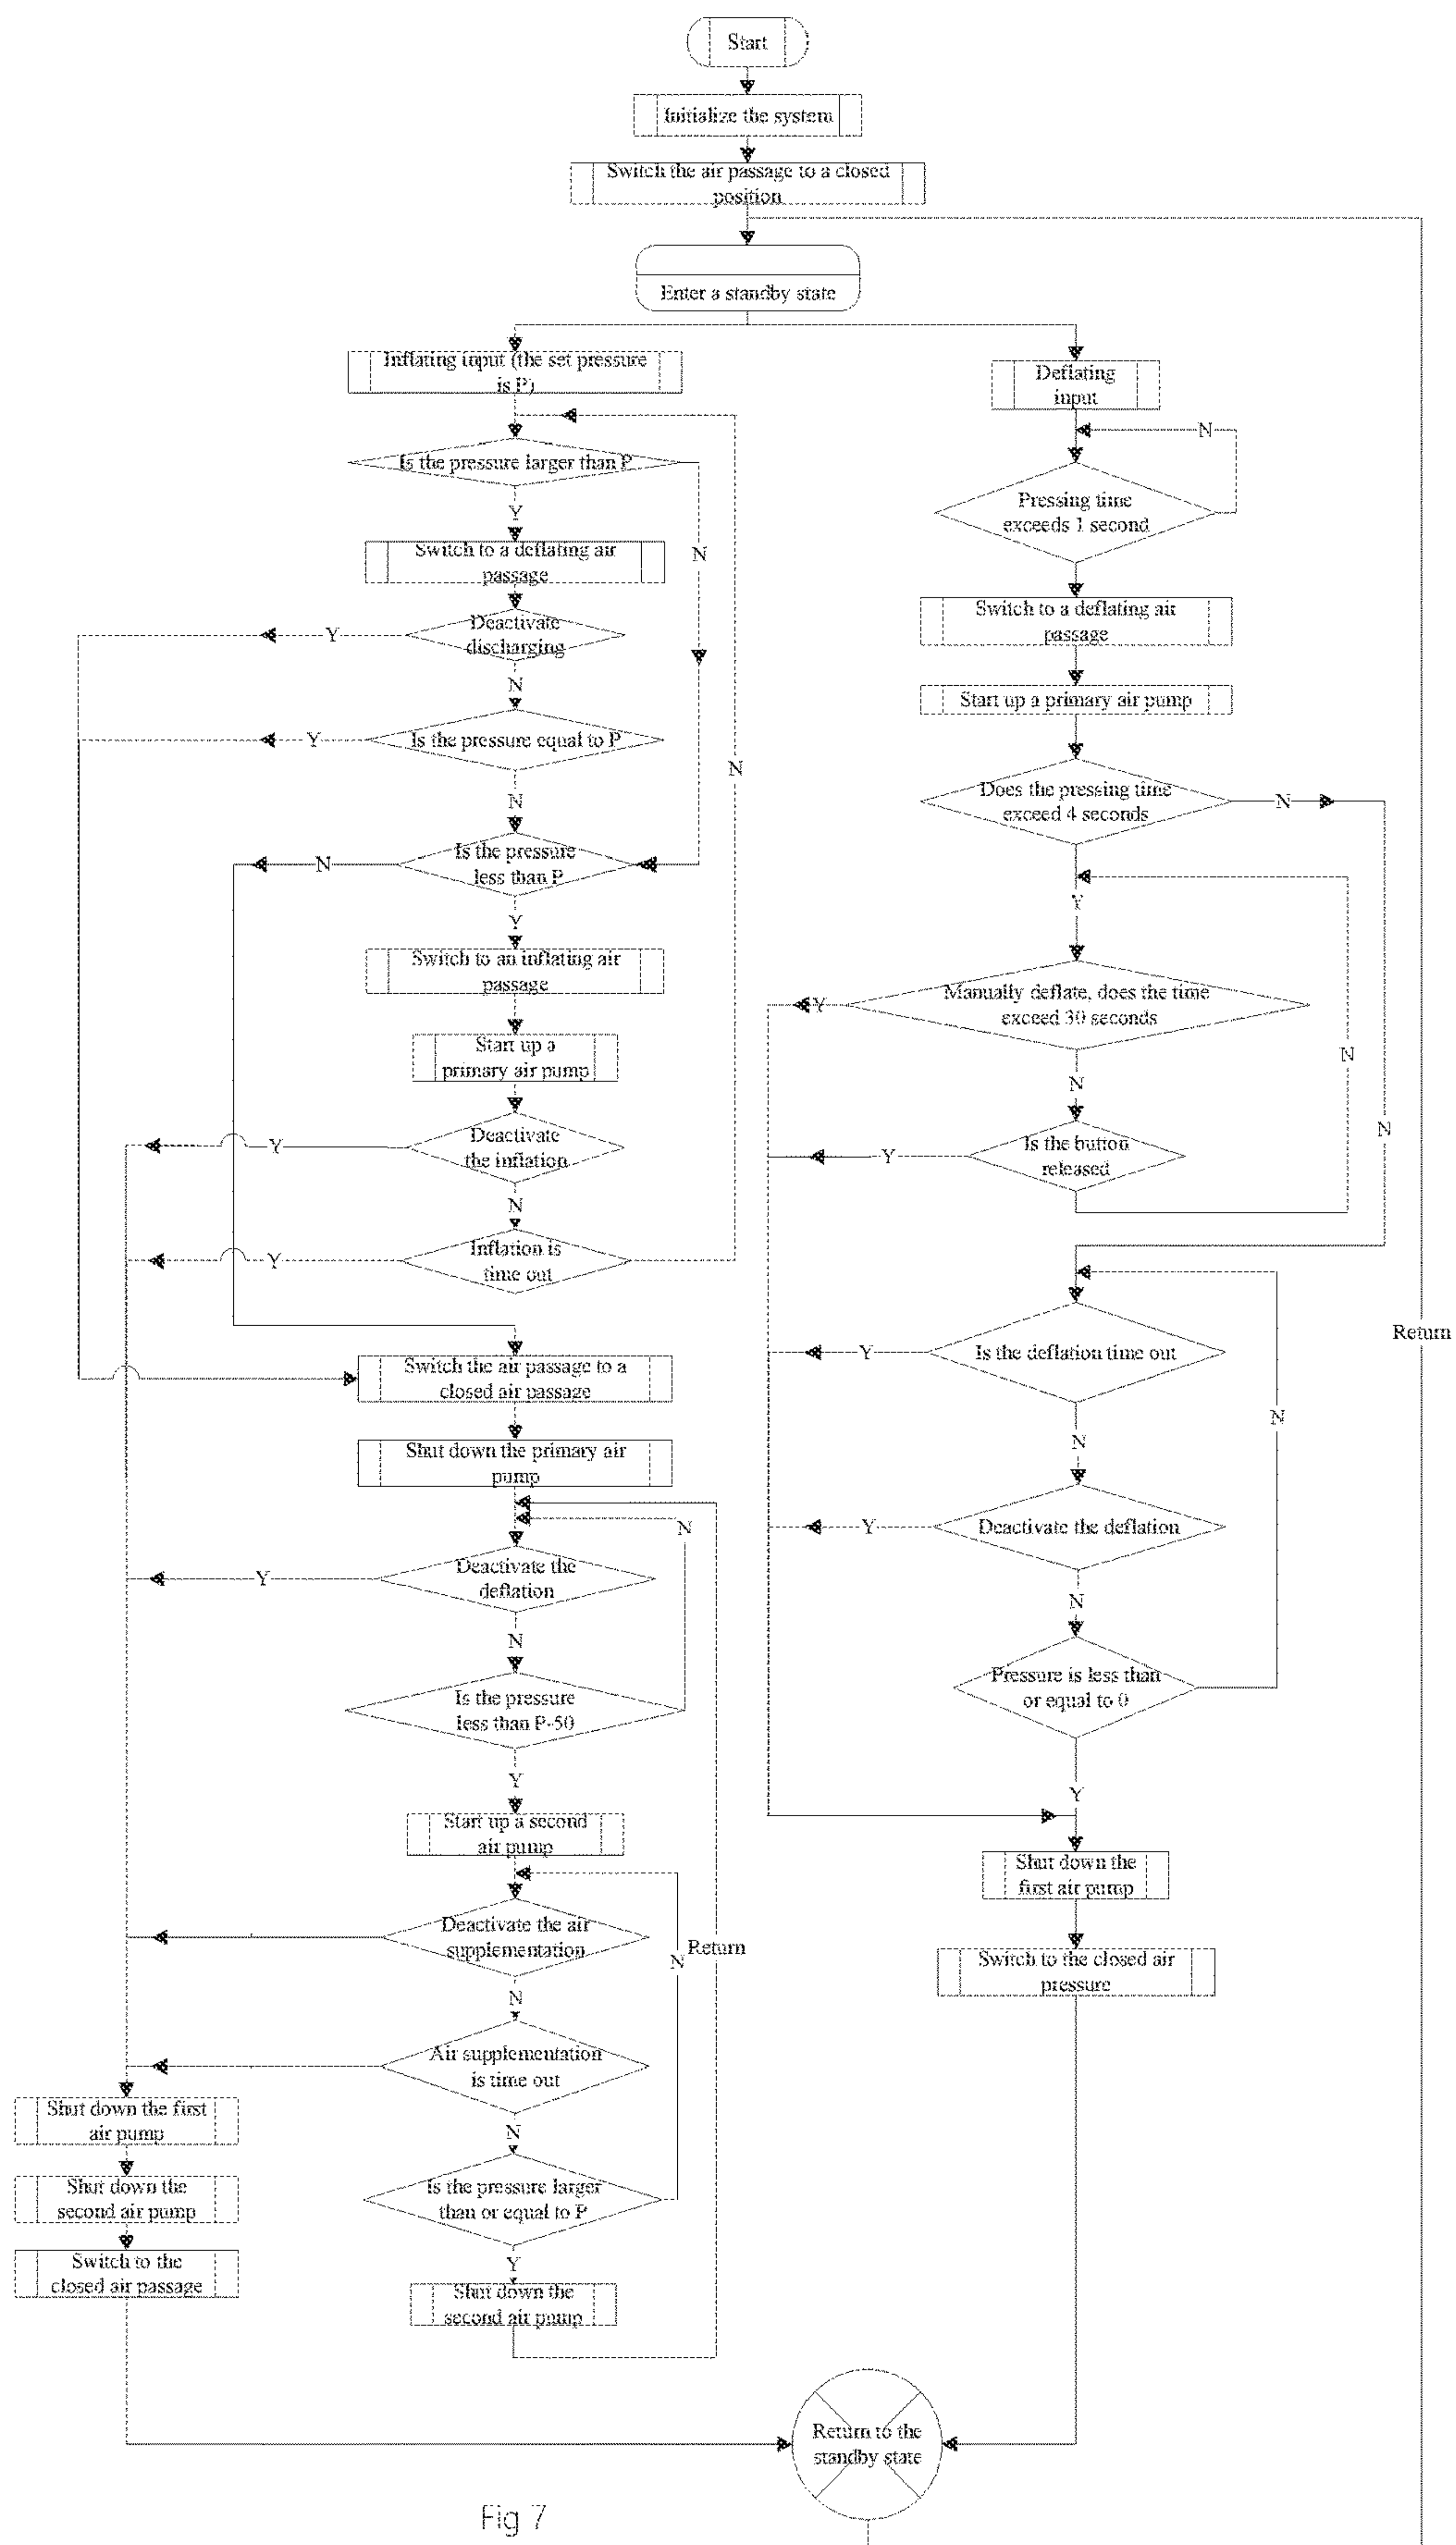 Start
Initialize the system
Switch the air passage to a closed
position
Enter a standby state
Inflating input (the set pressure
is P)
Is the pressure larger than P
Y
N
Switch to a deflating air
passage
Deactivate
discharging
Y
N
Is the pressure equal to P
Y
N
N
Is the pressure
less than P
N
Y
Switch to an inflating air
passage
Start up a
primary air pump
Deactivate
the inflation
Y
N
Inflation is
time out
Y
Switch the air passage to a
closed air passage
Shut down the primary air
pump
N
Deactivate the
deflation
Y
N
Is the pressure
less than P-50
Y
Start up a second
air pump
Deactivate the air
supplementation
N
Return
N
Air supplementation
is time out
N
Is the pressure larger
than or equal to P
Y
Shut down the
second air pump
Shut down the first
air pump
Shut down the
second air pump
Switch to the
closed air passage
Deflating
input
N
Pressing time
exceeds 1 second
Switch to a deflating air
passage
Start up a primary air pump
Does the pressing time
exceed 4 seconds
N
Y
Manually deflate, does the time
exceed 30 seconds
Y
N
N
Is the button
released
Y
N
Is the deflation time out
Y
N
N
Deactivate the deflation
Y
N
Pressure is less than
or equal to 0
Y
Shut down the
first air pump
Switch to the closed air
pressure
Return
Return to the
standby state
Fig 7